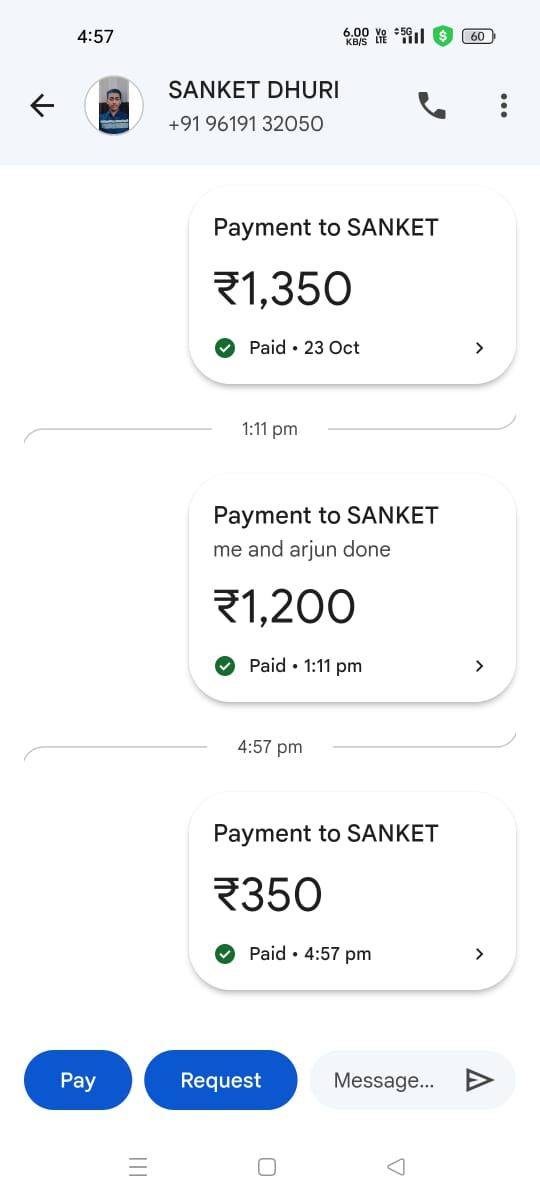 4:57
6.00 KB/S Vo LTE 5G $ 60
SANKET DHURI
+91 96191 32050
Payment to SANKET
₹1,350
Paid • 23 Oct
1:11 pm
Payment to SANKET
me and arjun done
₹1,200
Paid • 1:11 pm
4:57 pm
Payment to SANKET
₹350
Paid • 4:57 pm
Pay
Request
Message...